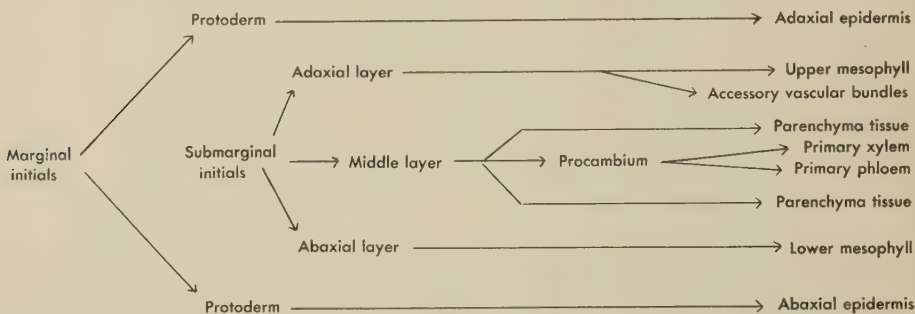 Protoderm Adaxial epidermis
Adaxial layer Upper mesophyll
Accessory vascular bundles
Parenchyma tissue
Marginal Submarginal Primary xylem
initials initials Middle layer Procambium
Primary phloem
Parenchyma tissue
Abaxial layer Lower mesophyll
Protoderm Abaxial epidermis